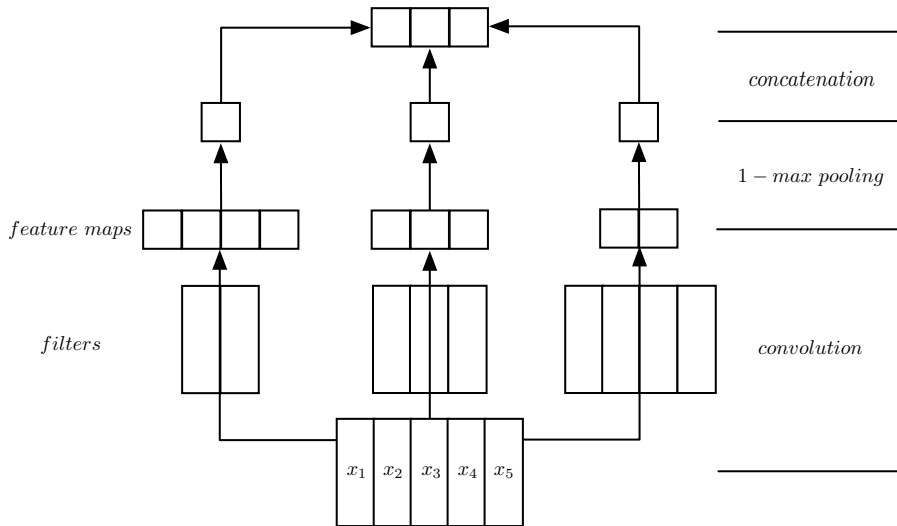 concatenation
1 − max pooling
feature maps
filters
convolution
x₁ x₂ x₃ x₄ x₅